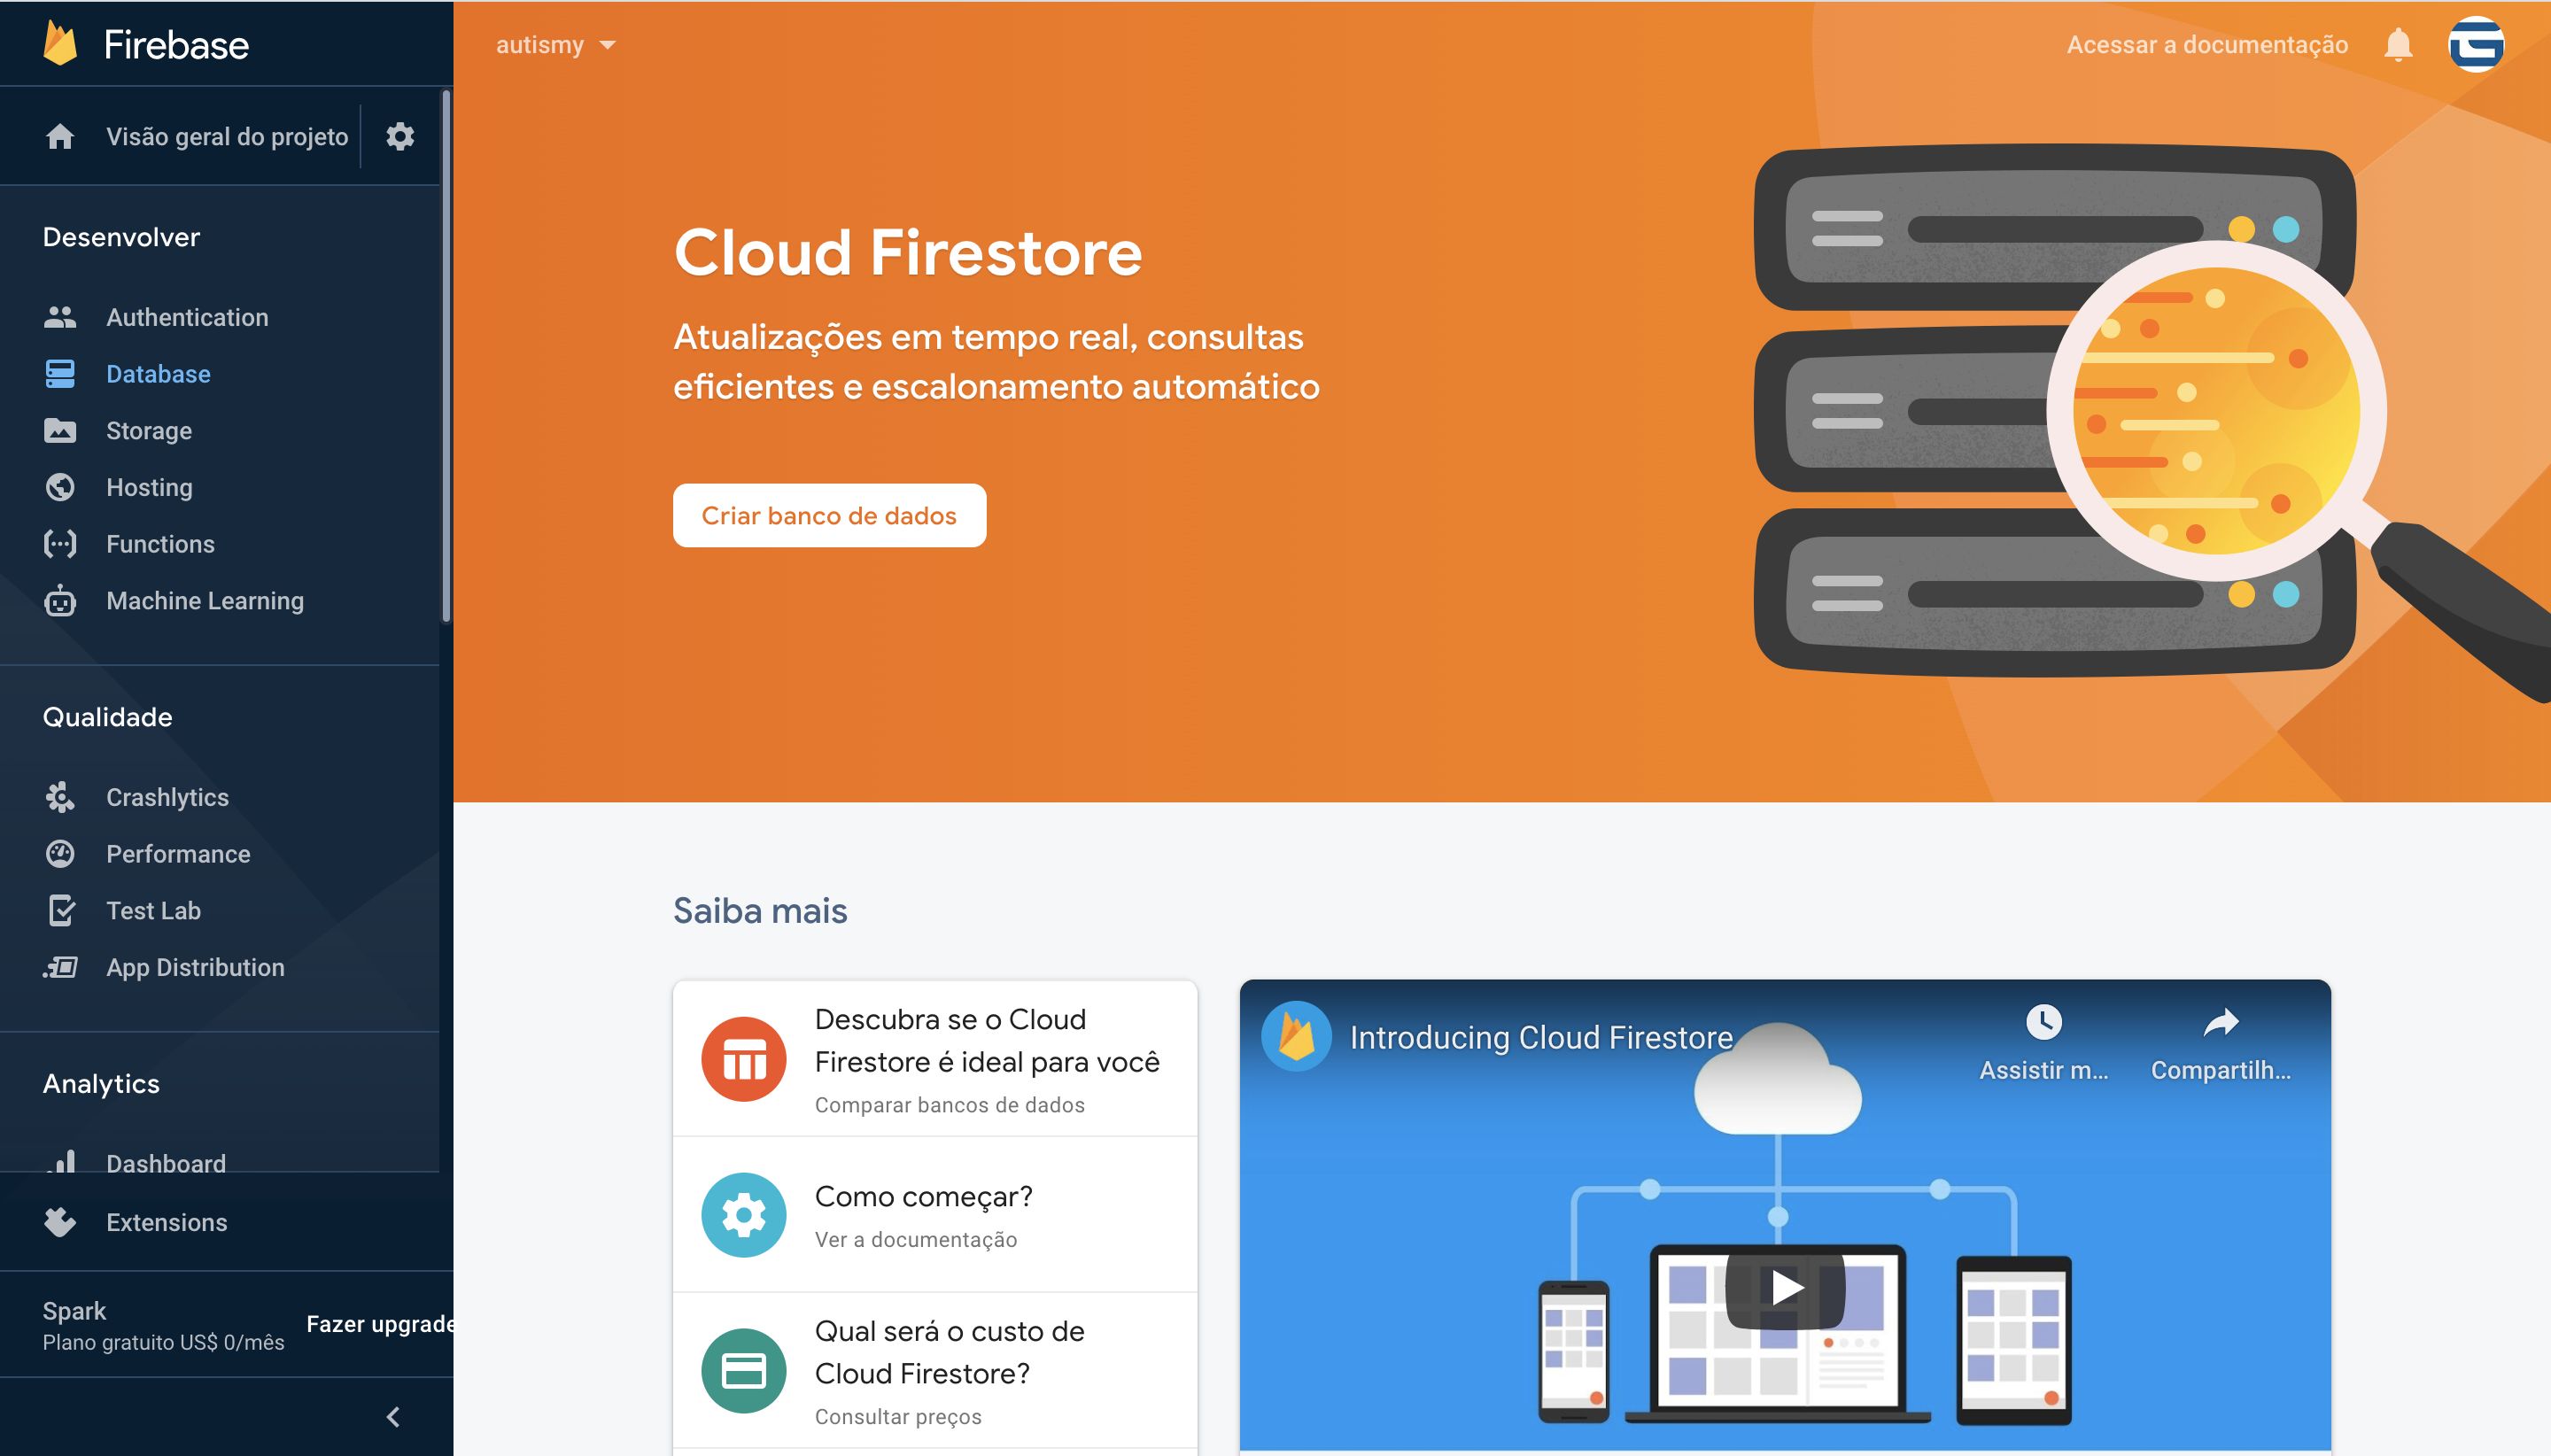 Firebase
Visão geral do projeto
Desenvolver
Authentication
Database
Storage
Hosting
Functions
Machine Learning
Qualidade
Crashlytics
Performance
Test Lab
App Distribution
Analytics
Dashboard
Extensions
Spark
Plano gratuito US$ 0/mês
Fazer upgrade
autismy
Acessar a documentação
Cloud Firestore
Atualizações em tempo real, consultas
eficientes e escalonamento automático
Criar banco de dados
Saiba mais
Descubra se o Cloud
Firestore é ideal para você
Comparar bancos de dados
Como começar?
Ver a documentação
Qual será o custo de
Cloud Firestore?
Consultar preços
Introducing Cloud Firestore
Assistir m...
Compartilh...